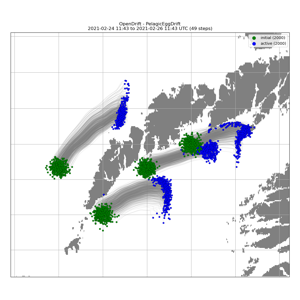 OpenDrift - PelagicEggDrift
2021-02-24 11:43 to 2021-02-26 11:43 UTC (49 steps)
initial (2000)
active (2000)